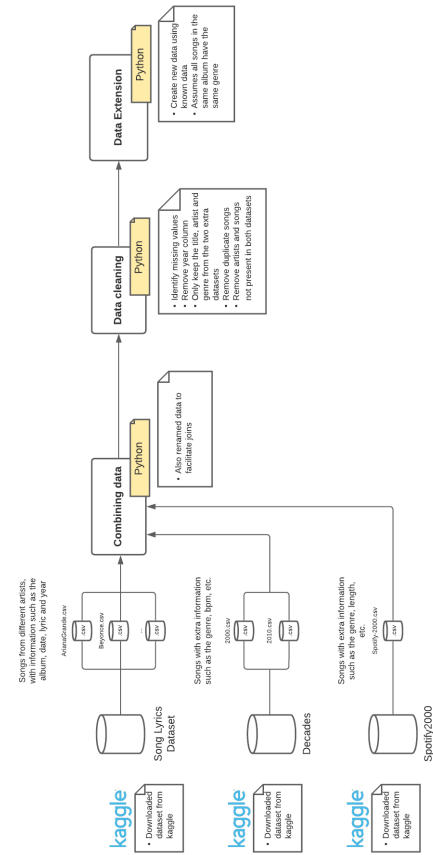 Songs from different artists,
with information such as the
album, date, lyric and year
kaggle
• Downloaded
dataset from
kaggle
Song Lyrics
Dataset
ArianaGrande.csv
.csv
Beyonce.csv
.csv
...
.csv
Combining data
Python
• Also renamed data to
facilitate joins
Data cleaning
Python
• Identify missing values
• Remove year column
• Only keep the title, artist and
genre from the two extra
datasets
• Remove duplicate songs
• Remove artists and songs
not present in both datasets
Data Extension
Python
• Create new data using
known data
• Assumes all songs in the
same album have the
same genre
Songs with extra information
such as the genre, bpm, etc.
kaggle
• Downloaded
dataset from
kaggle
Decades
2000.csv
.csv
2010.csv
.csv
Songs with extra information
such as the genre, length,
etc.
kaggle
• Downloaded
dataset from
kaggle
Spotify2000
Spotify-2000.csv
.csv